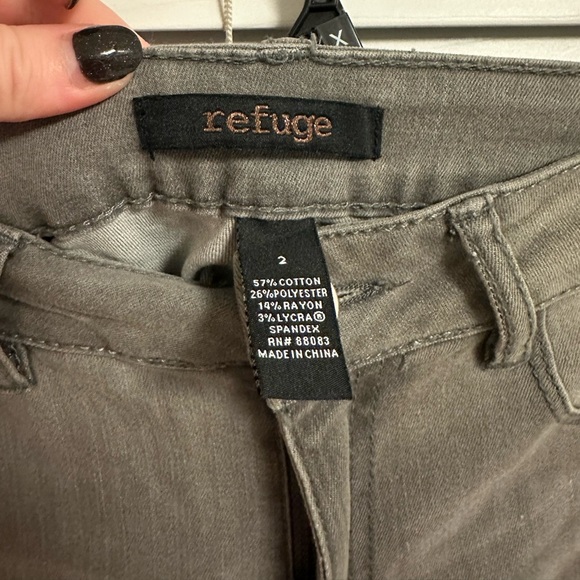 X
refuge
2
57% COTTON
26% POLYESTER
14% RAYON
3% LYCRA®
SPANDEX
RN# 88083
MADE IN CHINA